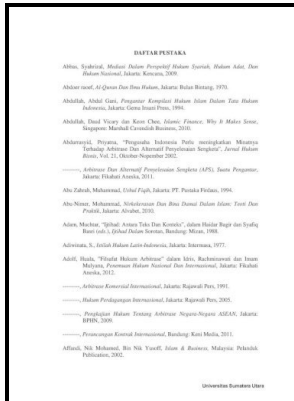 DAFTAR PUSTAKA
Abbas, Syahrizal, Mediasi Dalam Perspektif Hukum Syariah, Hukum Adat, Dan
Hukum Nasional, Jakarta: Kencana, 2009.
Abdoer raoef, Al-Quran Dan Ilmu Hukum, Jakarta: Bulan Bintang, 1970.
Abdullah, Abdul Gani, Pengantar Kompilasi Hukum Islam Dalam Tata Hukum
Indonesia, Jakarta: Gema Insani Press, 1994.
Abdullah, Daud Vicary dan Keon Chee, Islamic Finance, Why It Makes Sense,
Singapore: Marshall Cavendish Business, 2010.
Abdurrasyid, Priyatna, "Pengusaha Indonesia Perlu meningkatkan Minatnya
Terhadap Arbitrase Dan Alternatif Penyelesaian Sengketa", Jurnal Hukum
Bisnis, Vol. 21, Oktober-Nopember 2002.
---------, Arbitrase Dan Alternatif Penyelesaian Sengketa (APS), Suatu Pengantar,
Jakarta: Fikahati Aneska, 2011.
Abu Zahrah, Muhammad, Ushul Fiqh, Jakarta: PT. Pustaka Firdaus, 1994.
Abu-Nimer, Mohammad, Nirkekerasan Dan Bina Damai Dalam Islam: Teori Dan
Praktik, Jakarta: Alvabet, 2010.
Adam, Muchtar, "Ijtihad: Antara Teks Dan Konteks", dalam Haidar Bagir dan Syafiq
Basri (eds.), Ijtihad Dalam Sorotan, Bandung: Mizan, 1988.
Adiwinata, S., Istilah Hukum Latin-Indonesia, Jakarta: Intermasa, 1977.
Adolf, Huala, "Filsafat Hukum Arbitrase" dalam Idris, Rachminawati dan Imam
Mulyana, Penemuan Hukum Nasional Dan Internasional, Jakarta: Fikahati
Aneska, 2012.
---------, Arbitrase Komersial Internasional, Jakarta: Rajawali Pers, 1991.
---------, Hukum Perdagangan Internasional, Jakarta: Rajawali Pers, 2005.
---------, Pengkajian Hukum Tentang Arbitrase Negara-Negara ASEAN, Jakarta:
BPHN, 2009.
---------, Perancangan Kontrak Internasional, Bandung: Keni Media, 2011.
Affandi, Nik Mohamed, Bin Nik Yusoff, Islam & Business, Malaysia: Pelanduk
Publication, 2002.
Universitas Sumatera Utara